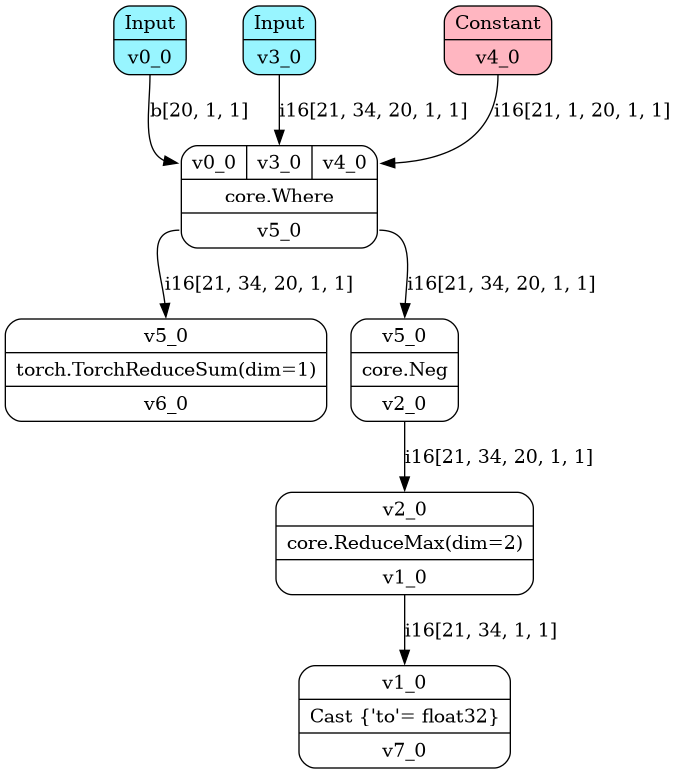 Input
v0_0
Input
v3_0
Constant
v4_0
b[20, 1, 1]
i16[21, 34, 20, 1, 1]
i16[21, 1, 20, 1, 1]
v0_0
v3_0
v4_0
core.Where
v5_0
i16[21, 34, 20, 1, 1]
i16[21, 34, 20, 1, 1]
v5_0
torch.TorchReduceSum(dim=1)
v6_0
v5_0
core.Neg
v2_0
i16[21, 34, 20, 1, 1]
v2_0
core.ReduceMax(dim=2)
v1_0
i16[21, 34, 1, 1]
v1_0
Cast {'to'= float32}
v7_0